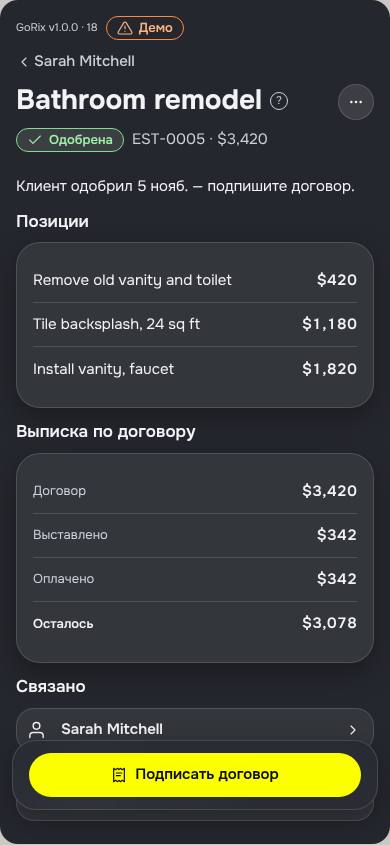 GoRix v1.0.0 · 18
Демо
Sarah Mitchell
Bathroom remodel ?
Одобрена EST-0005 · $3,420
Клиент одобрил 5 нояб. — подпишите договор.
Позиции
Remove old vanity and toilet $420
Tile backsplash, 24 sq ft $1,180
Install vanity, faucet $1,820
Выписка по договору
Договор $3,420
Выставлено $342
Оплачено $342
Осталось $3,078
Связано
Sarah Mitchell
Подписать договор